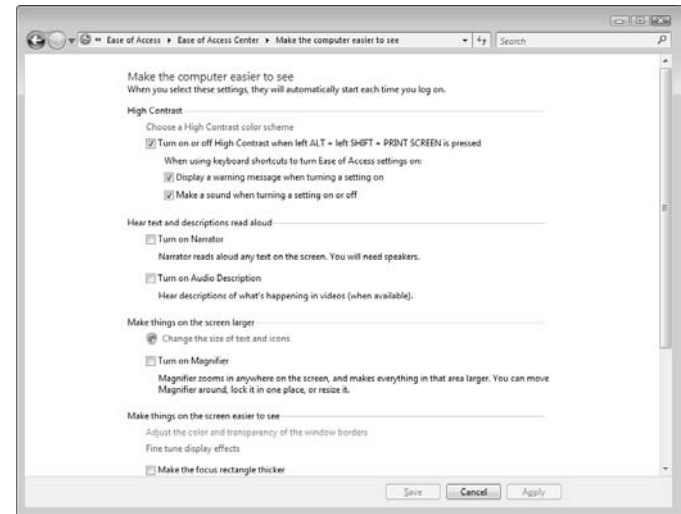 Ease of Access ▸ Ease of Access Center ▸ Make the computer easier to see
Search
Make the computer easier to see
When you select these settings, they will automatically start each time you log on.
High Contrast
Choose a High Contrast color scheme
Turn on or off High Contrast when left ALT + left SHIFT + PRINT SCREEN is pressed
When using keyboard shortcuts to turn Ease of Access settings on:
Display a warning message when turning a setting on
Make a sound when turning a setting on or off
Hear text and descriptions read aloud
Turn on Narrator
Narrator reads aloud any text on the screen. You will need speakers.
Turn on Audio Description
Hear descriptions of what's happening in videos (when available).
Make things on the screen larger
Change the size of text and icons
Turn on Magnifier
Magnifier zooms in anywhere on the screen, and makes everything in that area larger. You can move
Magnifier around, lock it in one place, or resize it.
Make things on the screen easier to see
Adjust the color and transparency of the window borders
Fine tune display effects
Make the focus rectangle thicker
Save Cancel Apply